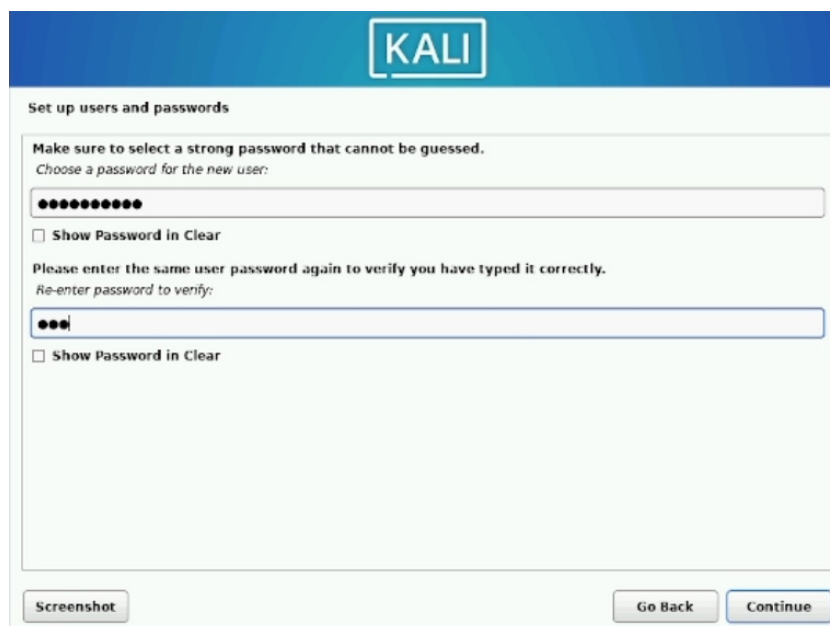 KALI
Set up users and passwords
Make sure to select a strong password that cannot be guessed.
Choose a password for the new user:
●●●●●●●●●●
Show Password in Clear
Please enter the same user password again to verify you have typed it correctly.
Re-enter password to verify:
●●●
Show Password in Clear
Screenshot
Go Back
Continue